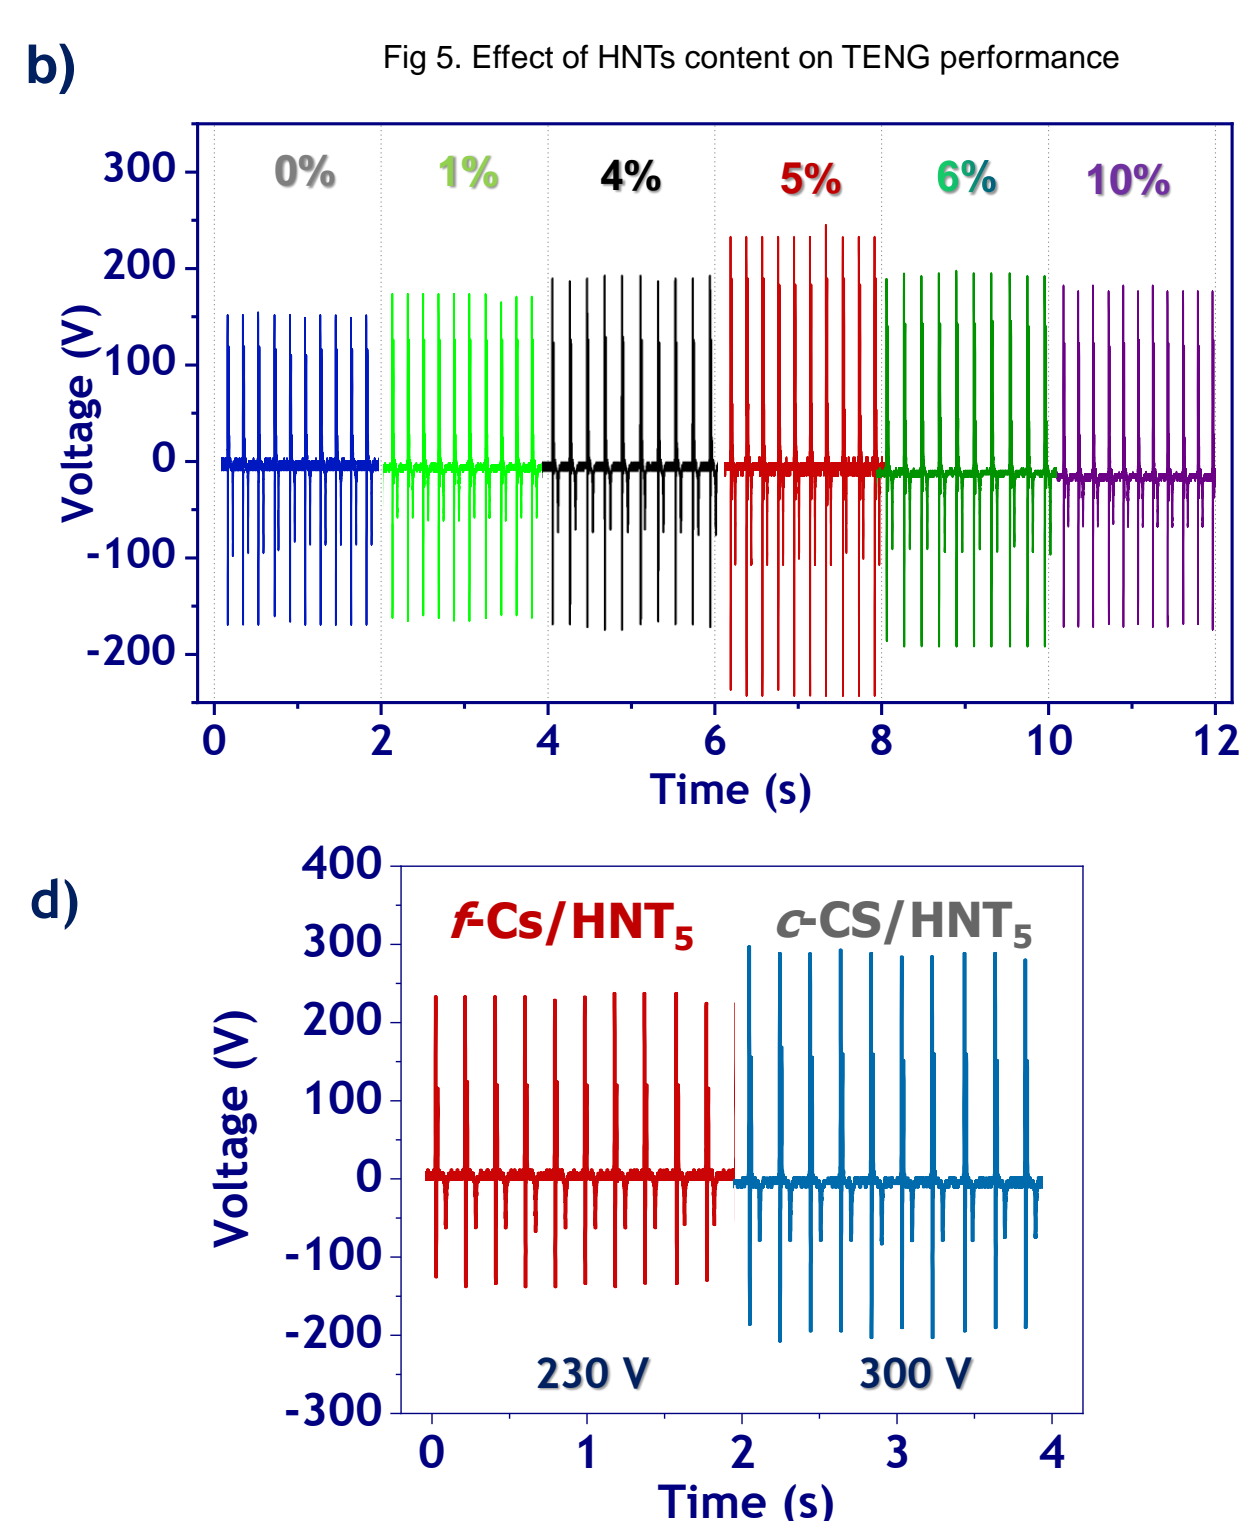 b)
Fig 5. Effect of HNTs content on TENG performance
0% 1% 4% 5% 6% 10%
300
200
100
0
-100
-200
Voltage (V)
0 2 4 6 8 10 12
Time (s)
d)
400
300
200
100
0
-100
-200
-300
Voltage (V)
f-Cs/HNT5 c-CS/HNT5
230 V 300 V
0 1 2 3 4
Time (s)